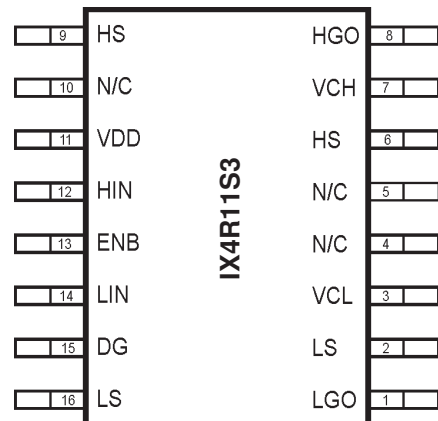 9 HS HGO 8
10 N/C VCH 7
11 VDD HS 6
12 HIN N/C 5
13 ENB N/C 4
14 LIN VCL 3
15 DG LS 2
16 LS LGO 1
IX4R11S3